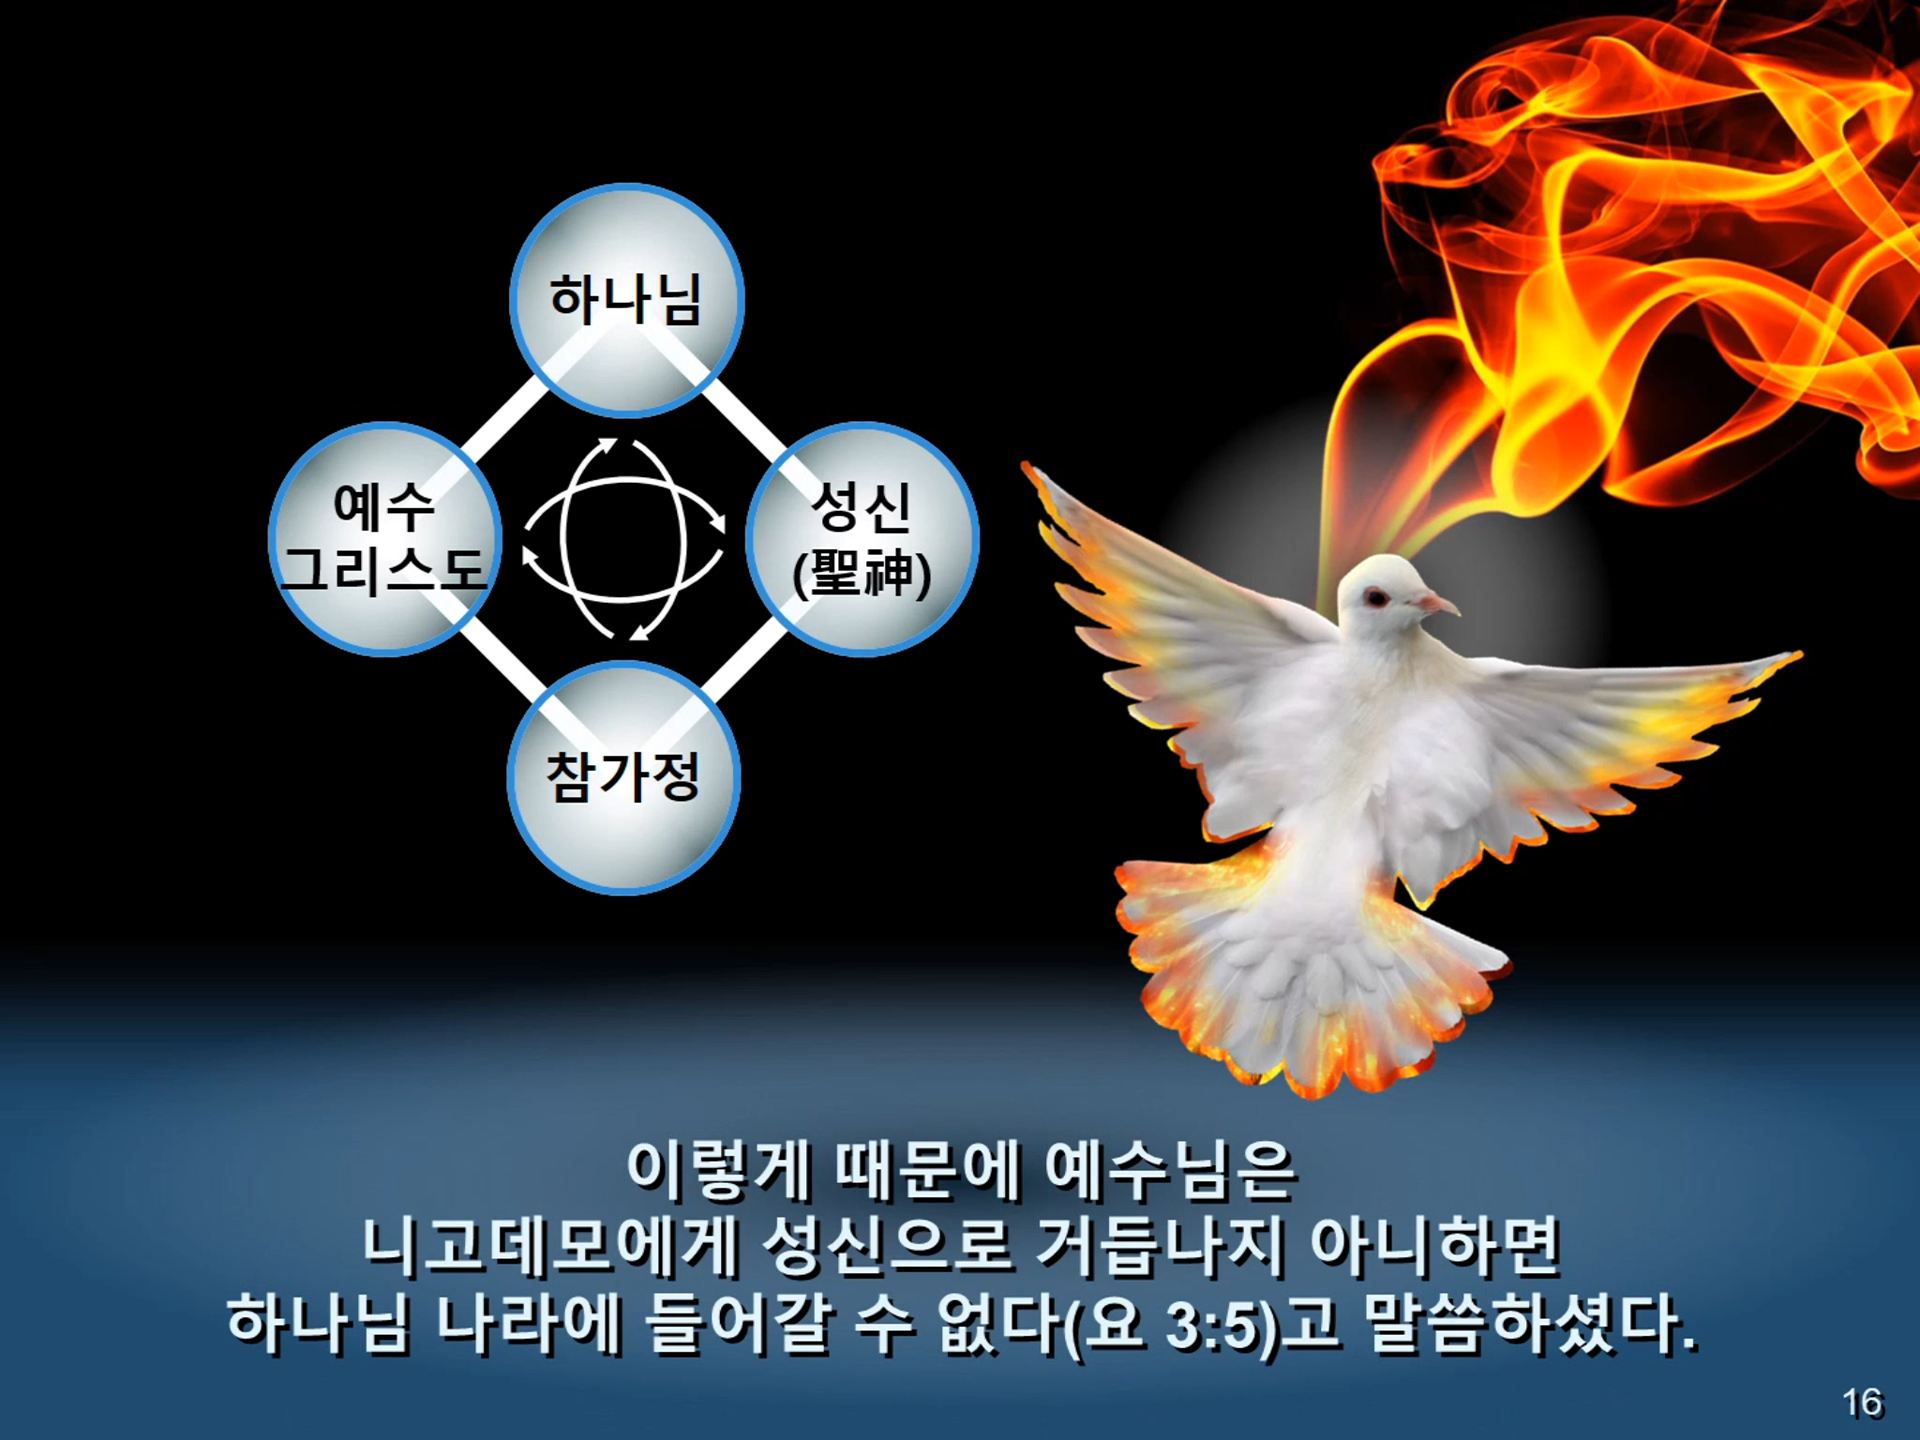 하나님
예수
그리스도
성신
(聖神)
참가정
이렇게 때문에 예수님은
니고데모에게 성신으로 거듭나지 아니하면
하나님 나라에 들어갈 수 없다(요 3:5)고 말씀하셨다.
16